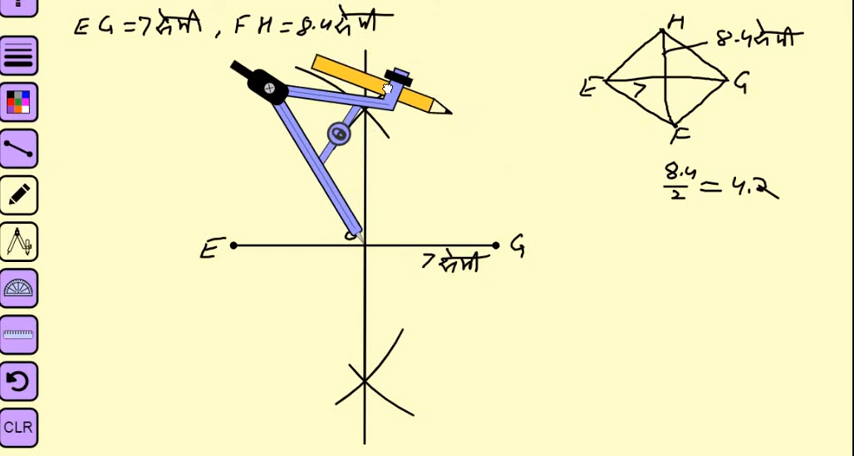 EG = 7 सेमी, FH = 8.4 सेमी
H
8.4 सेमी
E 7 G
F
8.4/2 = 4.2
E O G
7 सेमी
CLR